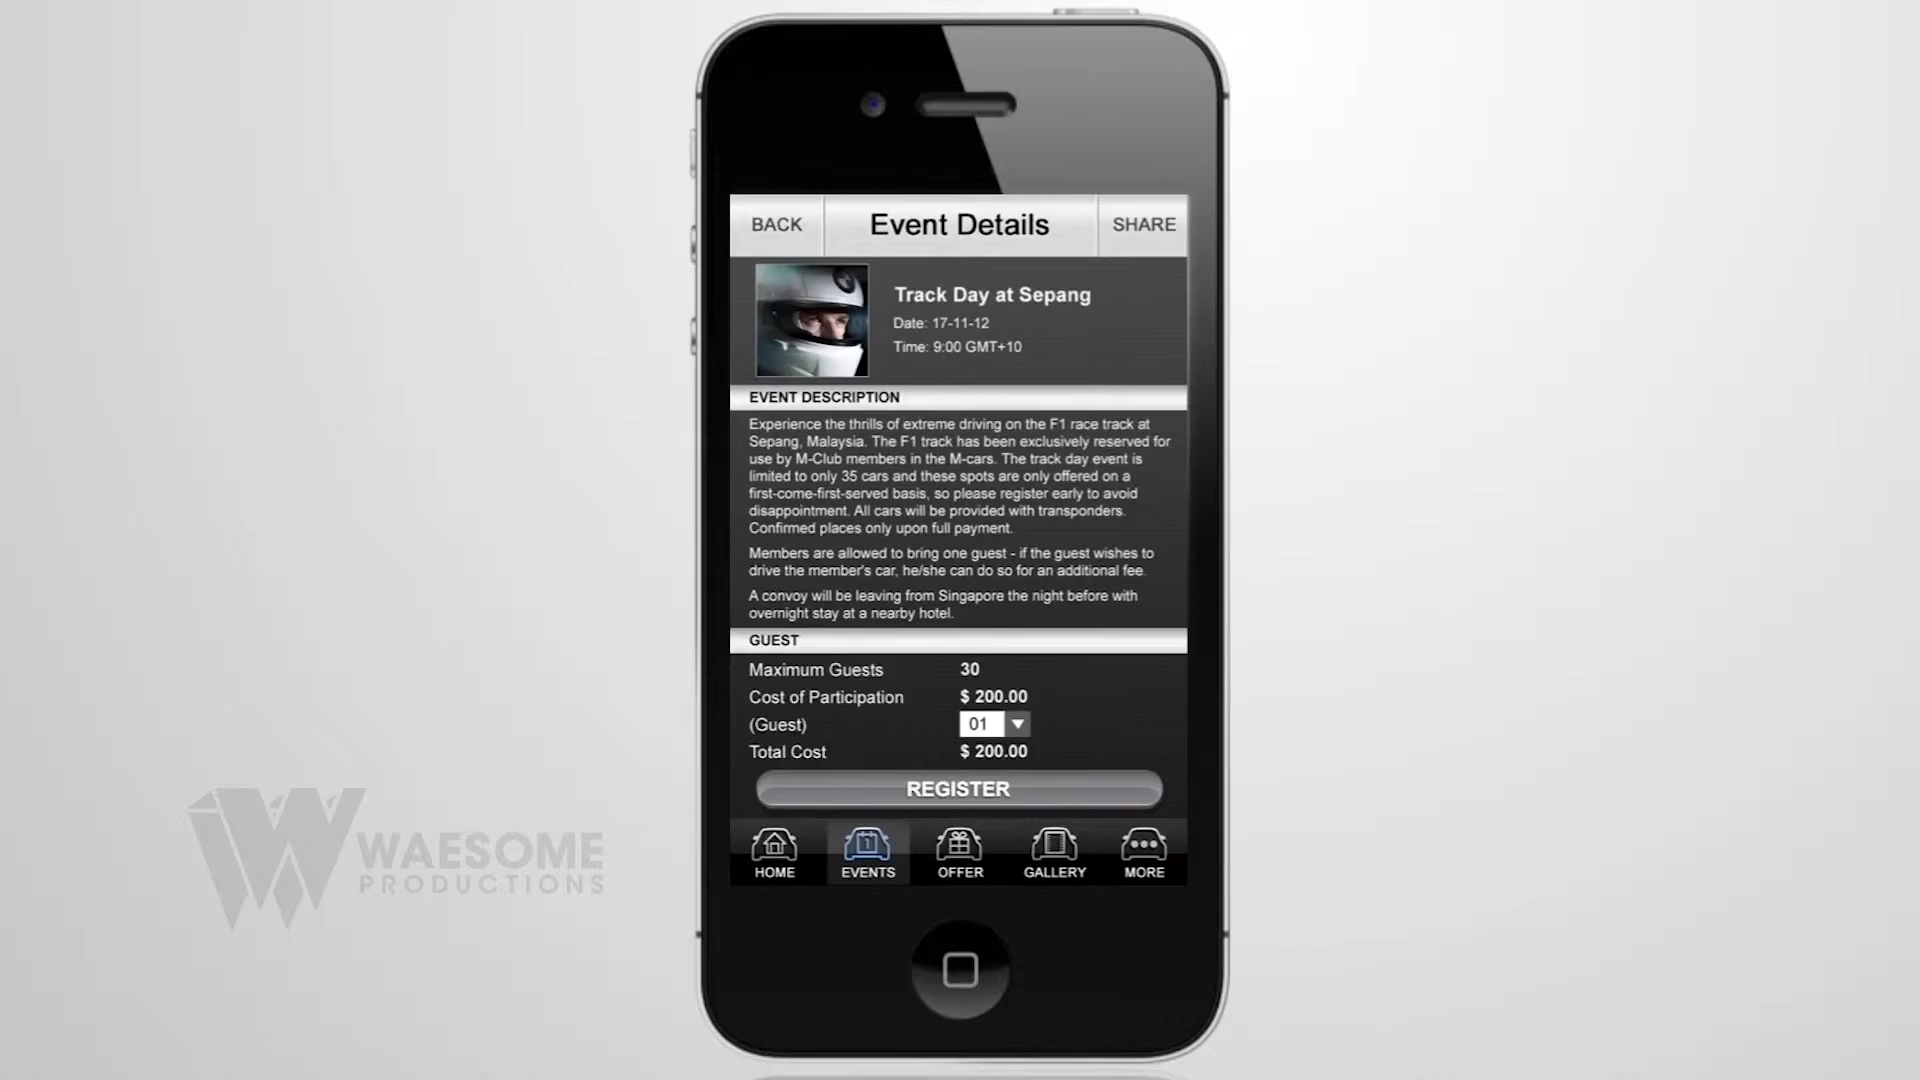 BACK
Event Details
SHARE
Track Day at Sepang
Date: 17-11-12
Time: 9:00 GMT+10
EVENT DESCRIPTION
Experience the thrills of extreme driving on the F1 race track at
Sepang, Malaysia. The F1 track has been exclusively reserved for
use by M-Club members in the M-cars. The track day event is
limited to only 35 cars and these spots are only offered on a
first-come-first-served basis, so please register early to avoid
disappointment. All cars will be provided with transponders.
Confirmed places only upon full payment.
Members are allowed to bring one guest - if the guest wishes to
drive the member's car, he/she can do so for an additional fee.
A convoy will be leaving from Singapore the night before with
overnight stay at a nearby hotel.
GUEST
Maximum Guests 30
Cost of Participation $ 200.00
(Guest) 01
Total Cost $ 200.00
REGISTER
HOME
1
EVENTS
OFFER
GALLERY
MORE
W
WAESOME
PRODUCTIONS